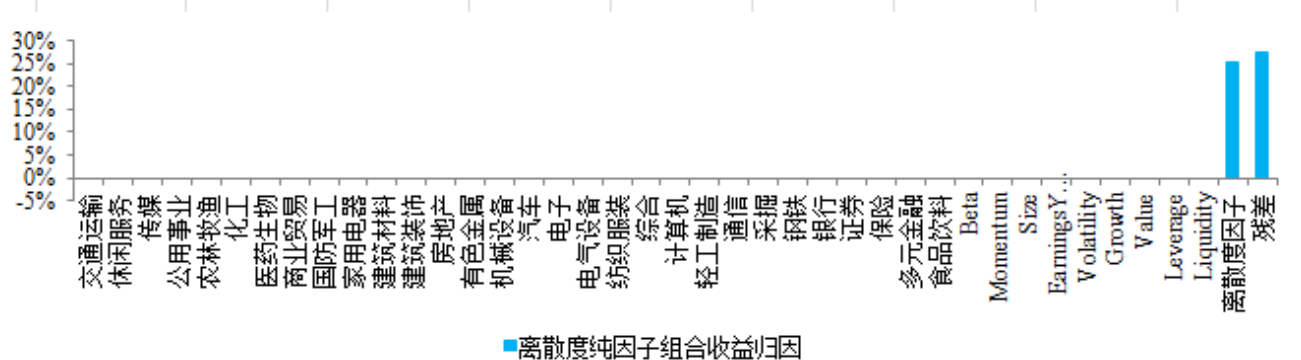 30%
25%
20%
15%
10%
5%
0%
-5%
交通运输
休闲服务
传媒
公用事业
农林牧渔
化工
医药生物
商业贸易
国防军工
家用电器
建筑材料
建筑装饰
房地产
有色金属
机械设备
汽车
电子
电气设备
纺织服装
综合
计算机
轻工制造
通信
采掘
钢铁
银行
证券
保险
多元金融
食品饮料
Beta
Momentum
Size
EarningsY...
Volatility
Growth
Value
Leverage
Liquidity
离散度因子
残差
离散度纯因子组合收益归因